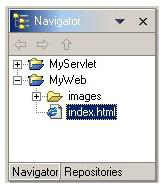 Navigator
MyServlet
MyWeb
images
index.html
Navigator Repositories